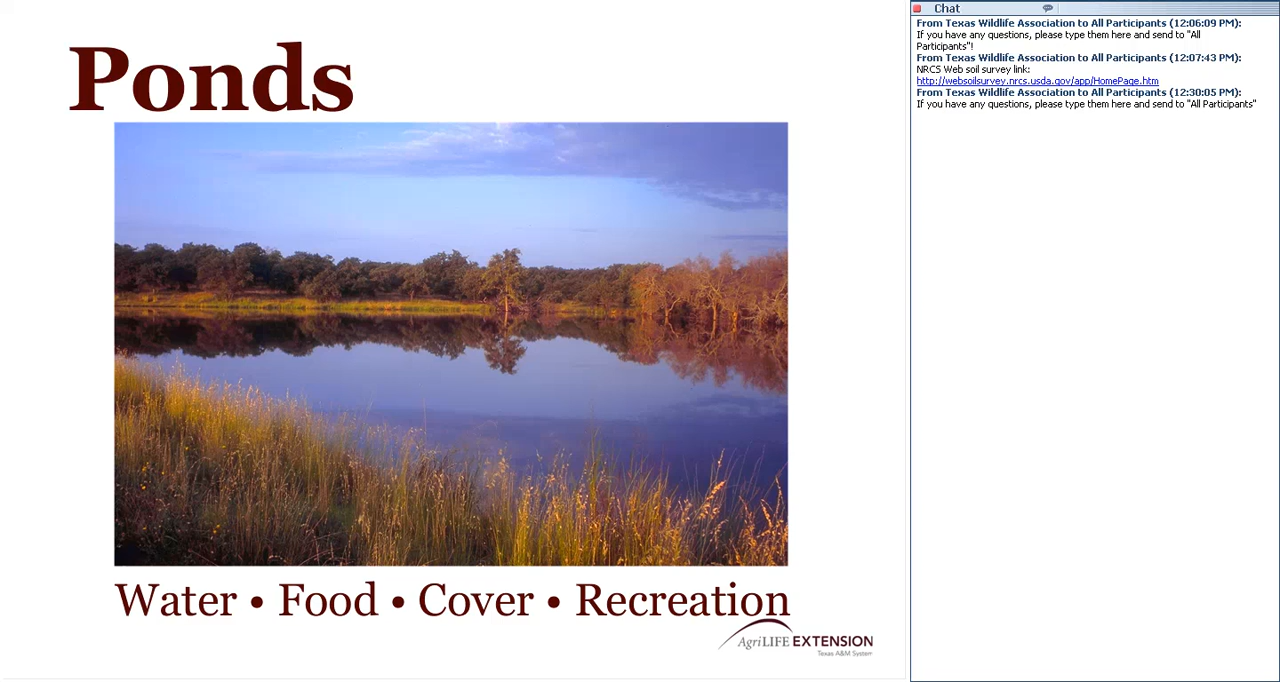 Ponds
Water • Food • Cover • Recreation
AgriLIFE EXTENSION
Texas A&M System
Chat
From Texas Wildlife Association to All Participants (12:06:09 PM):
If you have any questions, please type them here and send to "All
Participants"!
From Texas Wildlife Association to All Participants (12:07:43 PM):
NRCS Web soil survey link:
http://websoilsurvey.nrcs.usda.gov/app/HomePage.htm
From Texas Wildlife Association to All Participants (12:30:05 PM):
If you have any questions, please type them here and send to "All Participants"